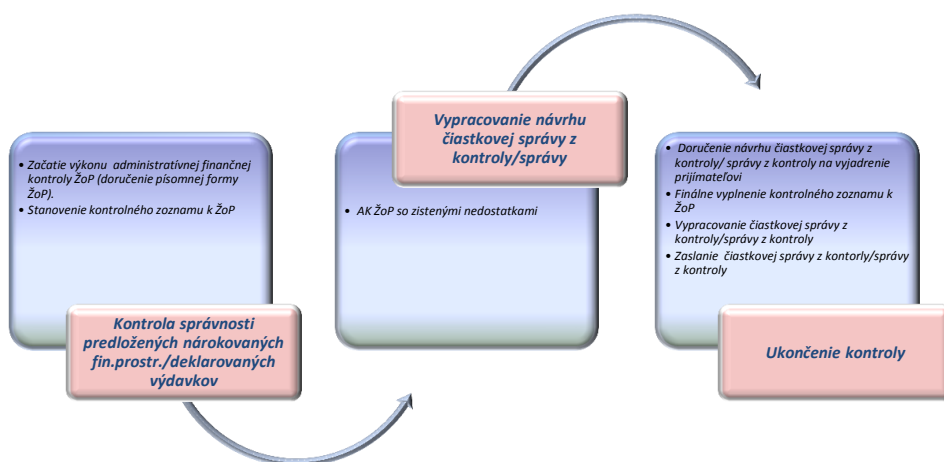 • Začatie výkonu administratívnej finančnej
kontroly ŽoP (doručenie písomnej formy
ŽoP).
• Stanovenie kontrolného zoznamu k ŽoP
Kontrola správnosti
predložených nárokovaných
fin.prostr./deklarovaných
výdavkov
Vypracovanie návrhu
čiastkovej správy z
kontroly/správy
• AK ŽoP so zistenými nedostatkami
• Doručenie návrhu čiastkovej správy z
kontroly/ správy z kontroly na vyjadrenie
prijímateľovi
• Finálne vyplnenie kontrolného zoznamu k
ŽoP
• Vypracovanie čiastkovej správy z
kontroly/správy z kontroly
• Zaslanie čiastkovej správy z kontorly/správy
z kontroly
Ukončenie kontroly